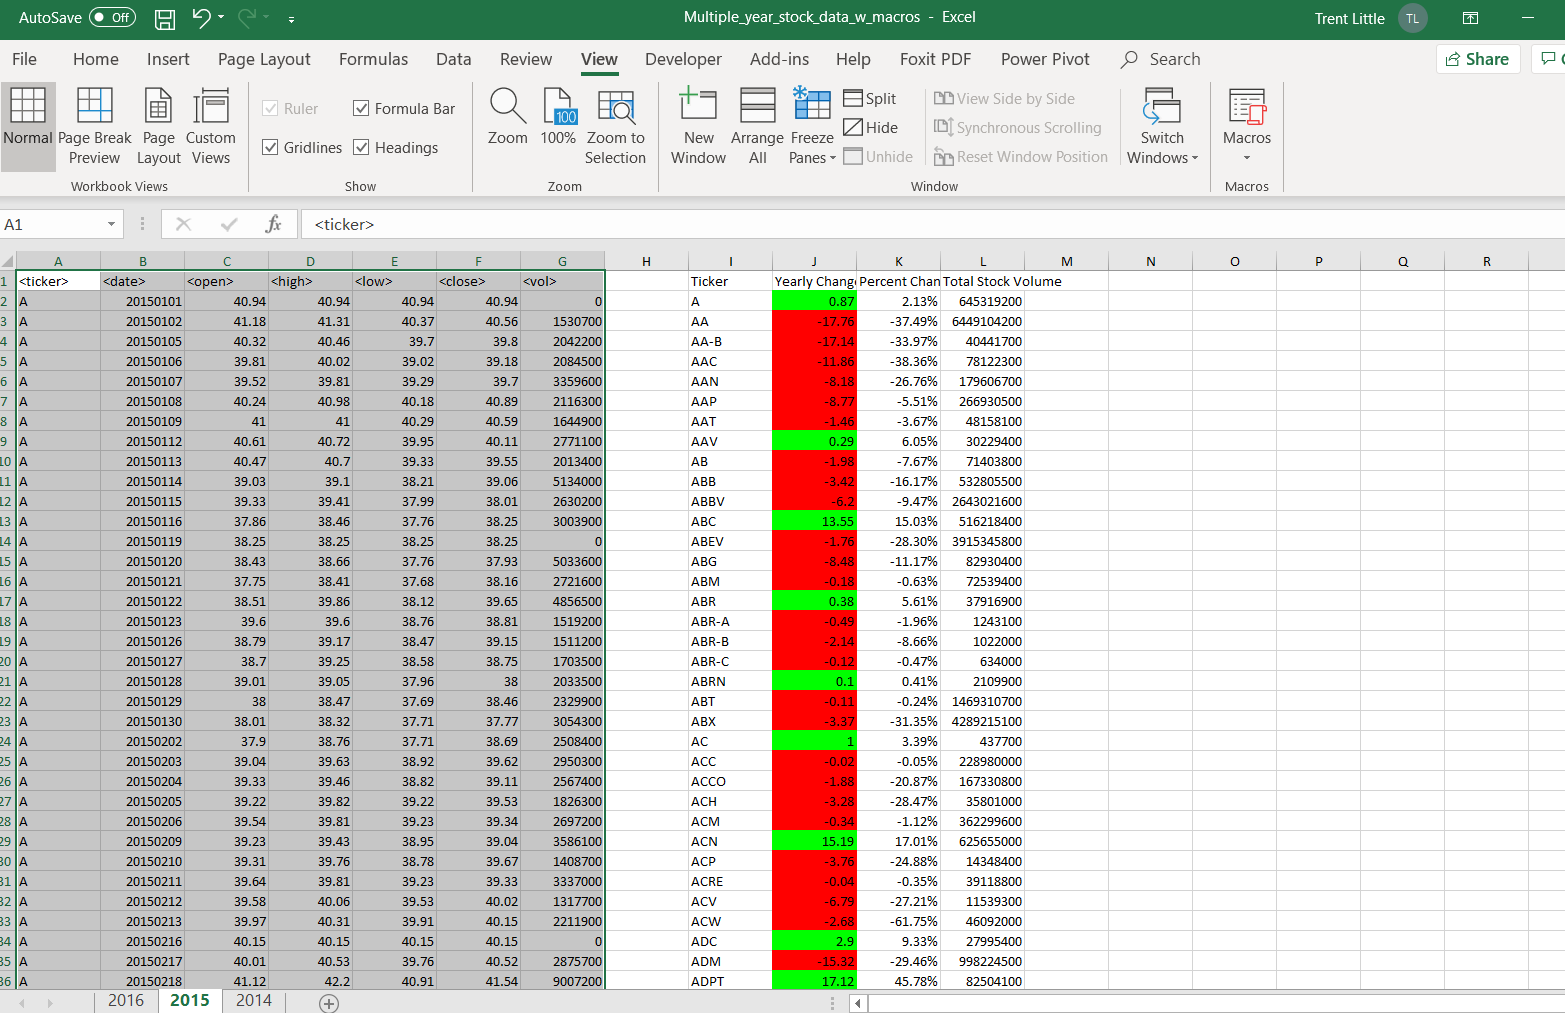 AutoSave Off Multiple_year_stock_data_w_macros - Excel Trent Little TL
File Home Insert Page Layout Formulas Data Review View Developer Add-ins Help Foxit PDF Power Pivot Search Share
Normal Page Break Preview Page Layout Custom Views
Workbook Views
Ruler Formula Bar
Gridlines Headings
Show
Zoom 100 100% Zoom to Selection
Zoom
New Window Arrange All Freeze Panes
Split View Side by Side
Hide Synchronous Scrolling
Unhide Reset Window Position
Switch Windows
Window
Macros
Macros
A1 fx <ticker>
A B C D E F G H I J K L M N O P Q R
1 <ticker> <date> <open> <high> <low> <close> <vol> Ticker Yearly Chang Percent Chan Total Stock Volume
2 A 20150101 40.94 40.94 40.94 40.94 0 A 0.87 2.13% 645319200
3 A 20150102 41.18 41.31 40.37 40.56 1530700 AA -17.76 -37.49% 6449104200
4 A 20150105 40.32 40.46 39.7 39.8 2042200 AA-B -17.14 -33.97% 40441700
5 A 20150106 39.81 40.02 39.02 39.18 2084500 AAC -11.86 -38.36% 78122300
6 A 20150107 39.52 39.81 39.29 39.7 3359600 AAN -8.18 -26.76% 179606700
7 A 20150108 40.24 40.98 40.18 40.89 2116300 AAP -8.77 -5.51% 266930500
8 A 20150109 41 41 40.29 40.59 1644900 AAT -1.46 -3.67% 48158100
9 A 20150112 40.61 40.72 39.95 40.11 2771100 AAV 0.29 6.05% 30229400
10 A 20150113 40.47 40.7 39.33 39.55 2013400 AB -1.98 -7.67% 71403800
11 A 20150114 39.03 39.1 38.21 39.06 5134000 ABB -3.42 -16.17% 532805500
12 A 20150115 39.33 39.41 37.99 38.01 2630200 ABBV -6.2 -9.47% 2643021600
13 A 20150116 37.86 38.46 37.76 38.25 3003900 ABC 13.55 15.03% 516218400
14 A 20150119 38.25 38.25 38.25 38.25 0 ABEV -1.76 -28.30% 3915345800
15 A 20150120 38.43 38.66 37.76 37.93 5033600 ABG -8.48 -11.17% 82930400
16 A 20150121 37.75 38.41 37.68 38.16 2721600 ABM -0.18 -0.63% 72539400
17 A 20150122 38.51 39.86 38.12 39.65 4856500 ABR 0.38 5.61% 37916900
18 A 20150123 39.6 39.6 38.76 38.81 1519200 ABR-A -0.49 -1.96% 1243100
19 A 20150126 38.79 39.17 38.47 39.15 1511200 ABR-B -2.14 -8.66% 1022000
20 A 20150127 38.7 39.25 38.58 38.75 1703500 ABR-C -0.12 -0.47% 634000
21 A 20150128 39.01 39.05 37.96 38 2033500 ABRN 0.1 0.41% 2109900
22 A 20150129 38 38.47 37.69 38.46 2329900 ABT -0.11 -0.24% 1469310700
23 A 20150130 38.01 38.32 37.71 37.77 3054300 ABX -3.37 -31.35% 4289215100
24 A 20150202 37.9 38.76 37.71 38.69 2508400 AC 1 3.39% 437700
25 A 20150203 39.04 39.63 38.92 39.62 2950300 ACC -0.02 -0.05% 228980000
26 A 20150204 39.33 39.46 38.82 39.11 2567400 ACCO -1.88 -20.87% 167330800
27 A 20150205 39.22 39.82 39.22 39.53 1826300 ACH -3.28 -28.47% 35801000
28 A 20150206 39.54 39.81 39.23 39.34 2697200 ACM -0.34 -1.12% 362299600
29 A 20150209 39.23 39.43 38.95 39.04 3586100 ACN 15.19 17.01% 625655000
30 A 20150210 39.31 39.76 38.78 39.67 1408700 ACP -3.76 -24.88% 14348400
31 A 20150211 39.64 39.81 39.23 39.33 3337000 ACRE -0.04 -0.35% 39118800
32 A 20150212 39.58 40.06 39.53 40.02 1317700 ACV -6.79 -27.21% 11539300
33 A 20150213 39.97 40.31 39.91 40.15 2211900 ACW -2.68 -61.75% 46092000
34 A 20150216 40.15 40.15 40.15 40.15 0 ADC 2.9 9.33% 27995400
35 A 20150217 40.01 40.53 39.76 40.52 2875700 ADM -15.32 -29.46% 998224500
36 A 20150218 41.12 42.2 40.91 41.54 9007200 ADPT 17.12 45.78% 82504100
2016 2015 2014